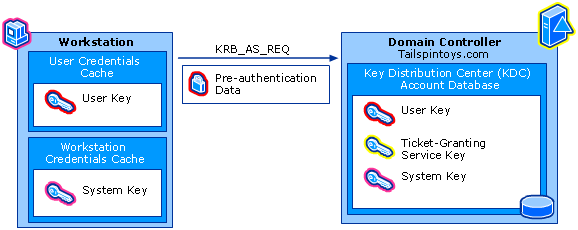 Workstation
User Credentials
Cache
User Key
Workstation
Credentials Cache
System Key
KRB_AS_REQ
Pre-authentication
Data
Domain Controller
Tailspintoys.com
Key Distribution Center (KDC)
Account Database
User Key
Ticket-Granting
Service Key
System Key